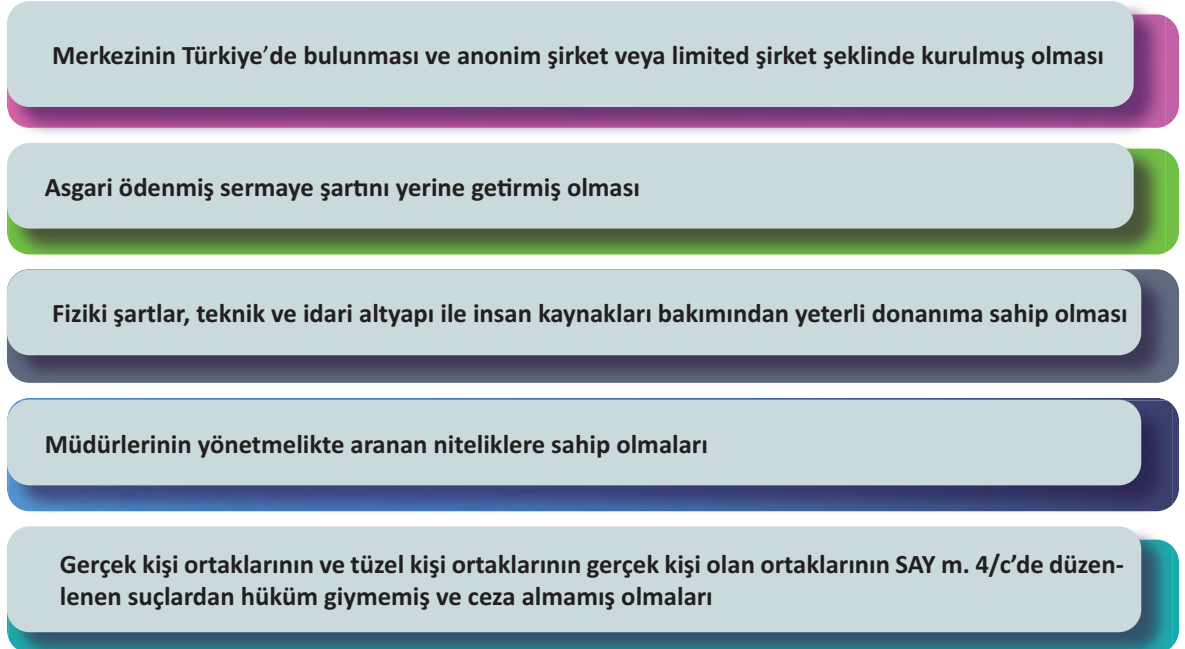 Merkezinin Türkiye’de bulunması ve anonim şirket veya limited şirket şeklinde kurulmuş olması
Asgari ödenmiş sermaye şartını yerine getirmiş olması
Fiziki şartlar, teknik ve idari altyapı ile insan kaynakları bakımından yeterli donanıma sahip olması
Müdürlerinin yönetmelikte aranan niteliklere sahip olmaları
Gerçek kişi ortaklarının ve tüzel kişi ortaklarının gerçek kişi olan ortaklarının SAY m. 4/c’de düzen-
lenen suçlardan hüküm giymemiş ve ceza almamış olmaları